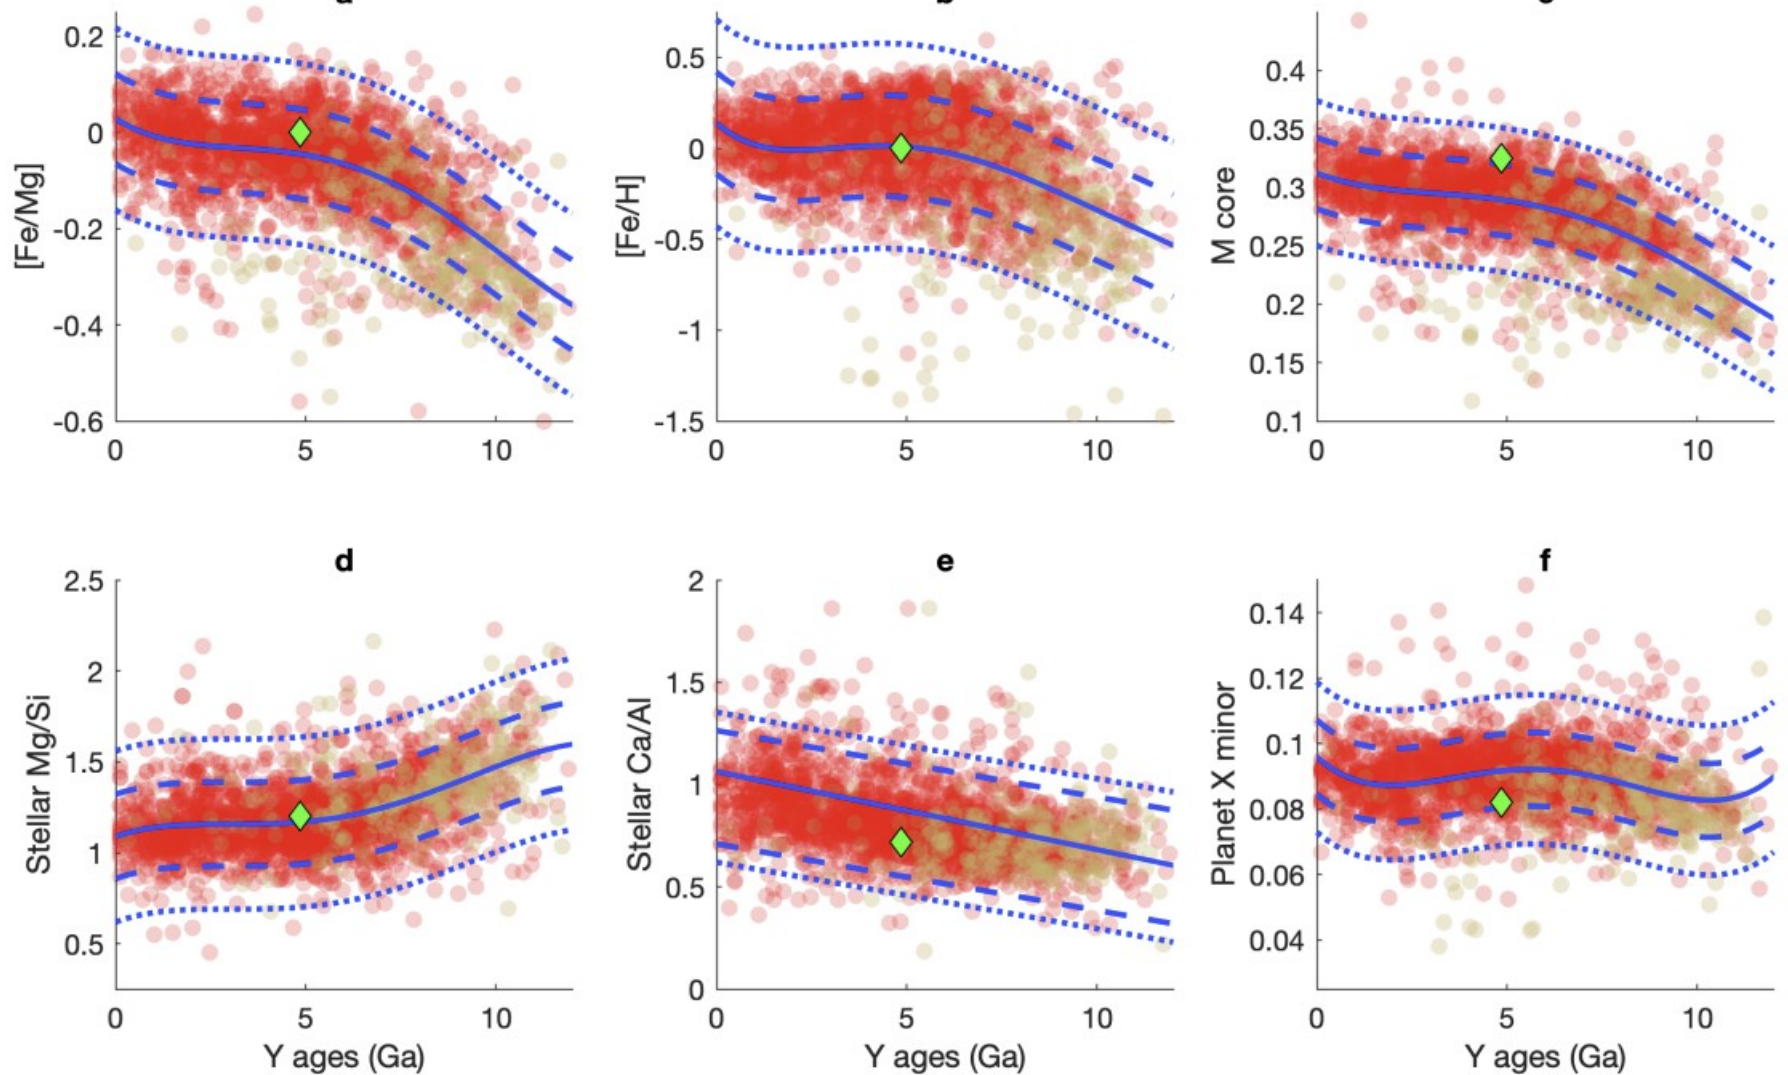 a b c
0.2
0
-0.2
-0.4
-0.6
[Fe/Mg]
0 5 10
0.5
0
-0.5
-1
-1.5
[Fe/H]
0 5 10
0.4
0.35
0.3
0.25
0.2
0.15
0.1
M core
0 5 10
d
2.5
2
1.5
1
0.5
Stellar Mg/Si
0 5 10
Y ages (Ga)
e
2
1.5
1
0.5
0
Stellar Ca/Al
0 5 10
Y ages (Ga)
f
0.14
0.12
0.1
0.08
0.06
0.04
Planet X minor
0 5 10
Y ages (Ga)